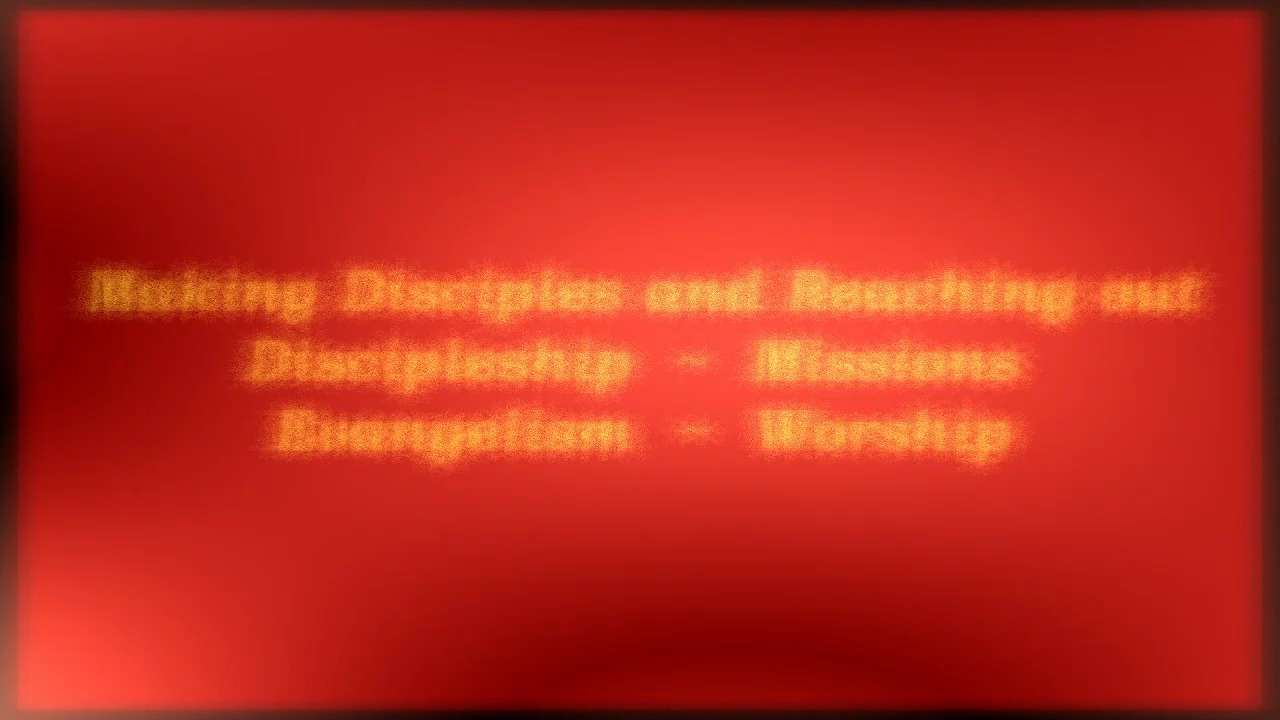 Making Disciples and Reaching out
Discipleship - Missions
Evangelism - Worship